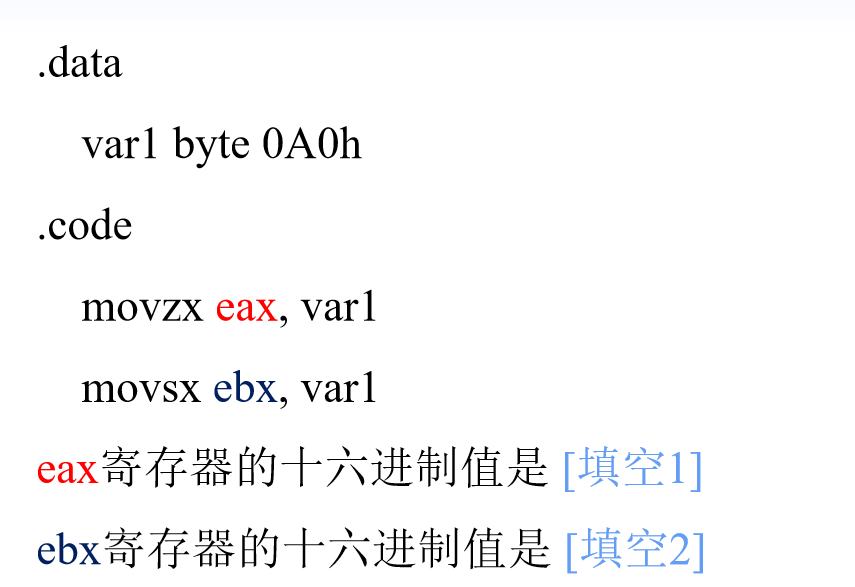 .data
var1 byte 0A0h
.code
movzx eax, var1
movsx ebx, var1
eax寄存器的十六进制值是 [填空1]
ebx寄存器的十六进制值是 [填空2]